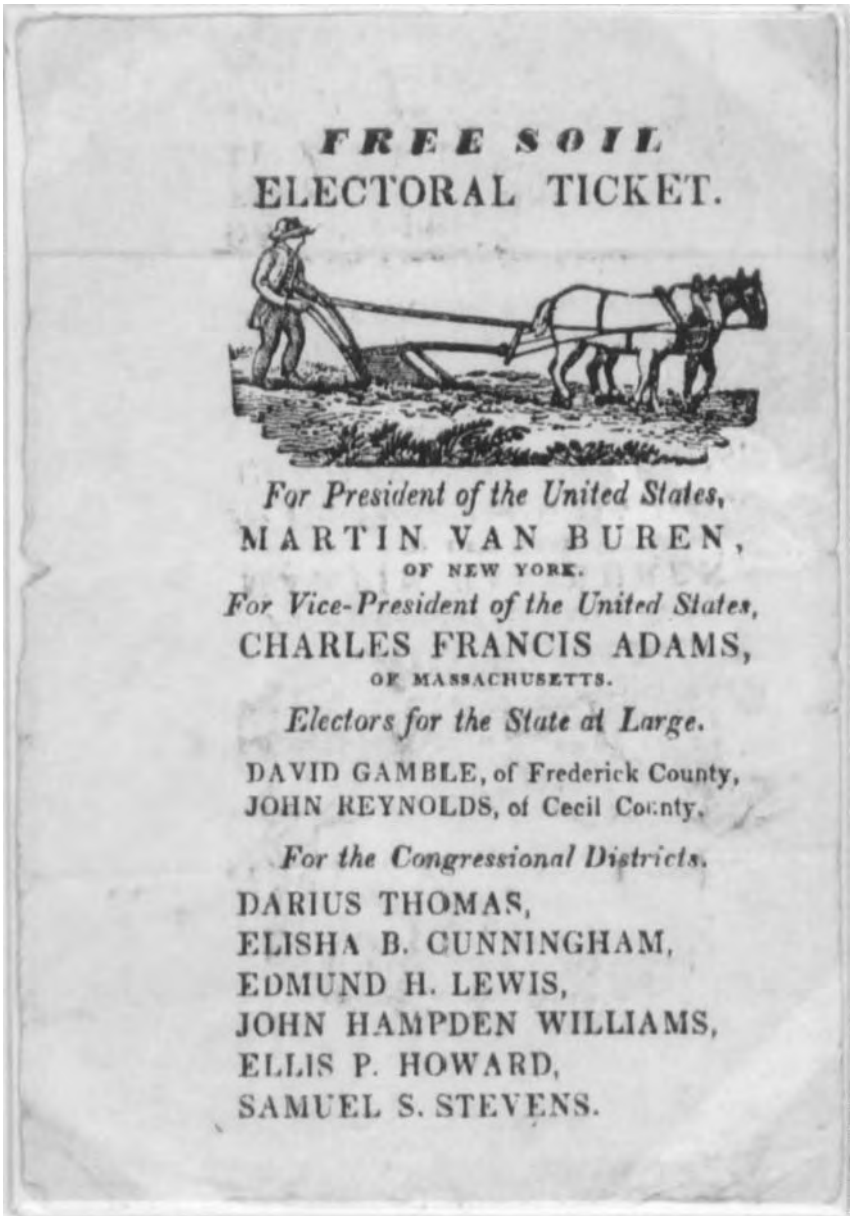 FREE SOIL
ELECTORAL TICKET.
For President of the United States,
MARTIN VAN BUREN,
OF NEW YORK.
For Vice-President of the United States,
CHARLES FRANCIS ADAMS,
OF MASSACHUSETTS.
Electors for the State at Large.
DAVID GAMBLE, of Frederick County,
JOHN REYNOLDS, of Cecil County.
For the Congressional Districts.
DARIUS THOMAS,
ELISHA B. CUNNINGHAM,
EDMUND H. LEWIS,
JOHN HAMPDEN WILLIAMS,
ELLIS P. HOWARD,
SAMUEL S. STEVENS.